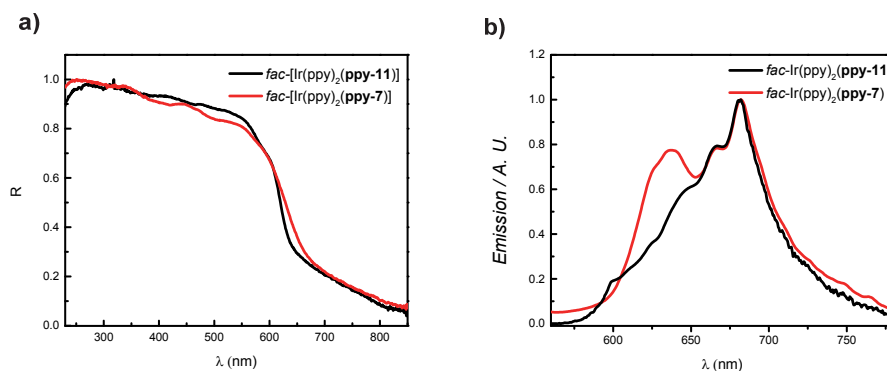 a)
fac-[Ir(ppy)₂(ppy-11)]
fac-[Ir(ppy)₂(ppy-7)]
R
1.0
0.8
0.6
0.4
0.2
0.0
300 400 500 600 700 800
λ (nm)
b)
fac-Ir(ppy)₂(ppy-11
fac-Ir(ppy)₂(ppy-7)
Emission / A. U.
1.2
1.0
0.8
0.6
0.4
0.2
0.0
600 650 700 750
λ (nm)